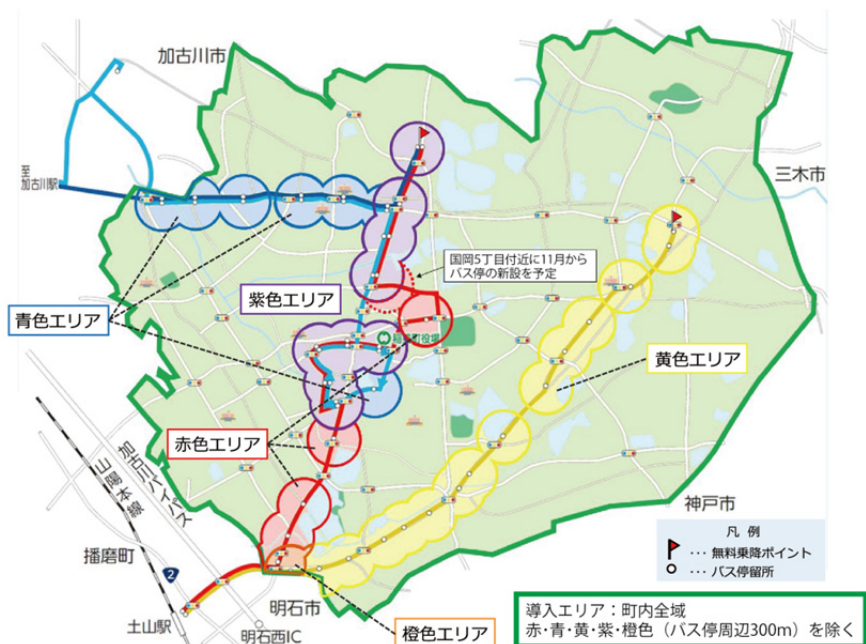 加古川市
至
加古川駅
三木市
国岡5丁目付近に11月から
バス停の新設を予定
紫色エリア
青色エリア
稲美町役場
黄色エリア
赤色エリア
加古川バイパス
山陽本線
神戸市
播磨町
2
凡 例
･･･ 無料乗降ポイント
･･･ バス停留所
明石市
土山駅
明石西IC
橙色エリア
導入エリア：町内全域
赤･青･黄･紫･橙色（バス停周辺300m）を除く